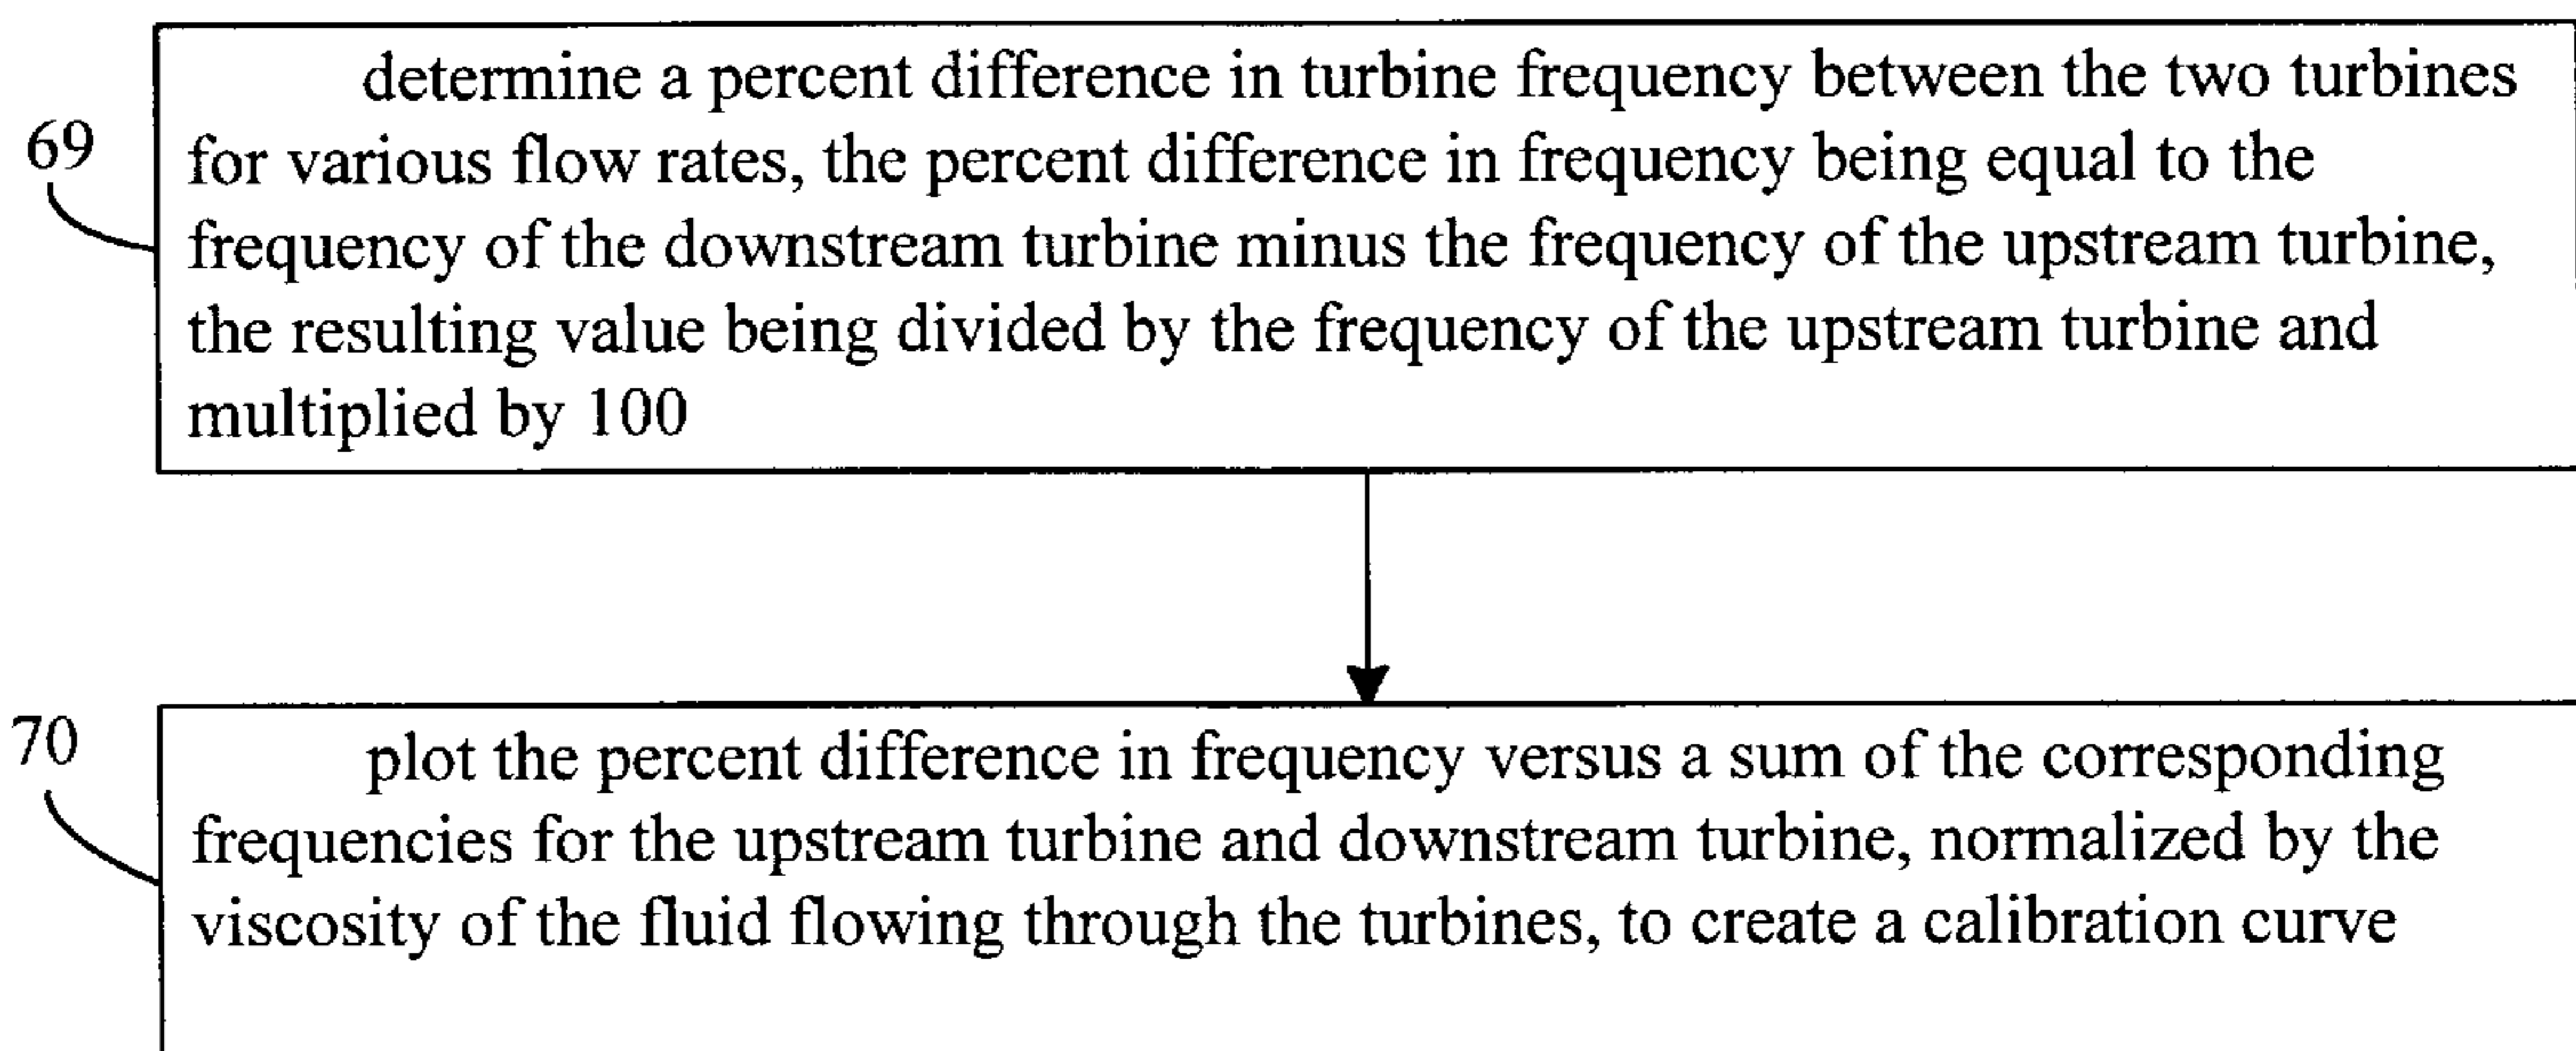 determine a percent difference in turbine frequency between the two turbines
69
for various flow rates, the percent difference in frequency being equal to the
frequency of the downstream turbine minus the frequency of the upstream turbine,
the resulting value being divided by the frequency of the upstream turbine and
multiplied by 100
70
plot the percent difference in frequency versus a sum of the corresponding
frequencies for the upstream turbine and downstream turbine, normalized by the
viscosity of the fluid flowing through the turbines, to create a calibration curve